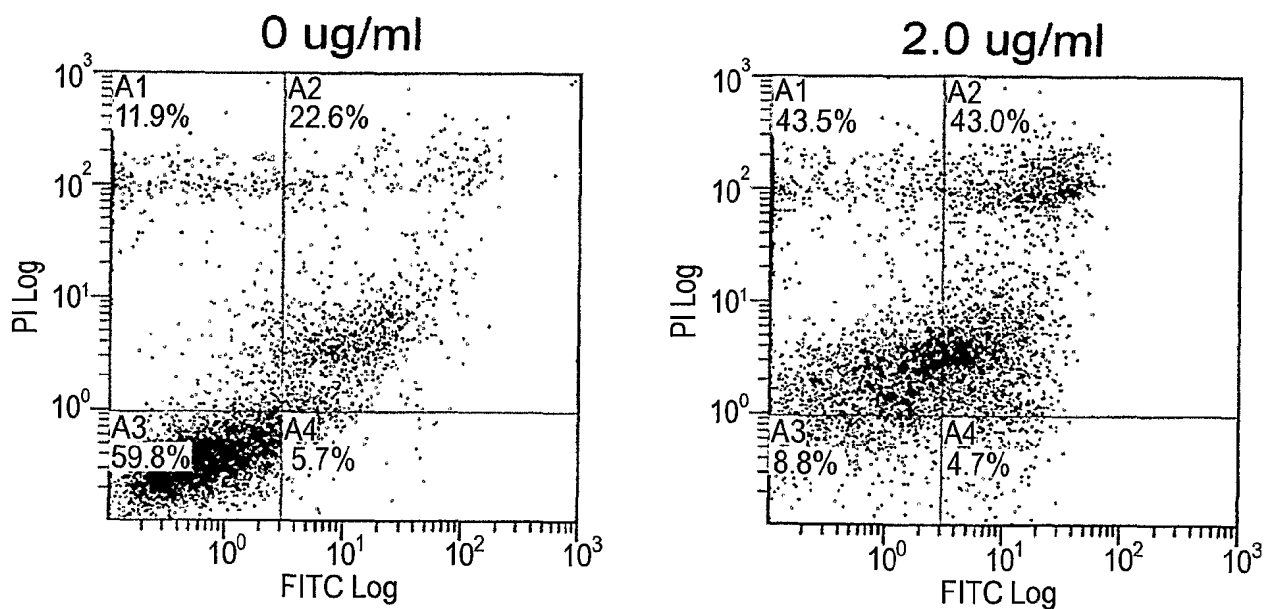 0 ug/ml
10³
A1
11.9%
A2
22.6%
10²
10¹
10⁰
PI Log
A3
59.8%
A4
5.7%
10⁰ 10¹ 10² 10³
FITC Log
2.0 ug/ml
10³
A1
43.5%
A2
43.0%
10²
10¹
10⁰
PI Log
A3
8.8%
A4
4.7%
10⁰ 10¹ 10² 10³
FITC Log